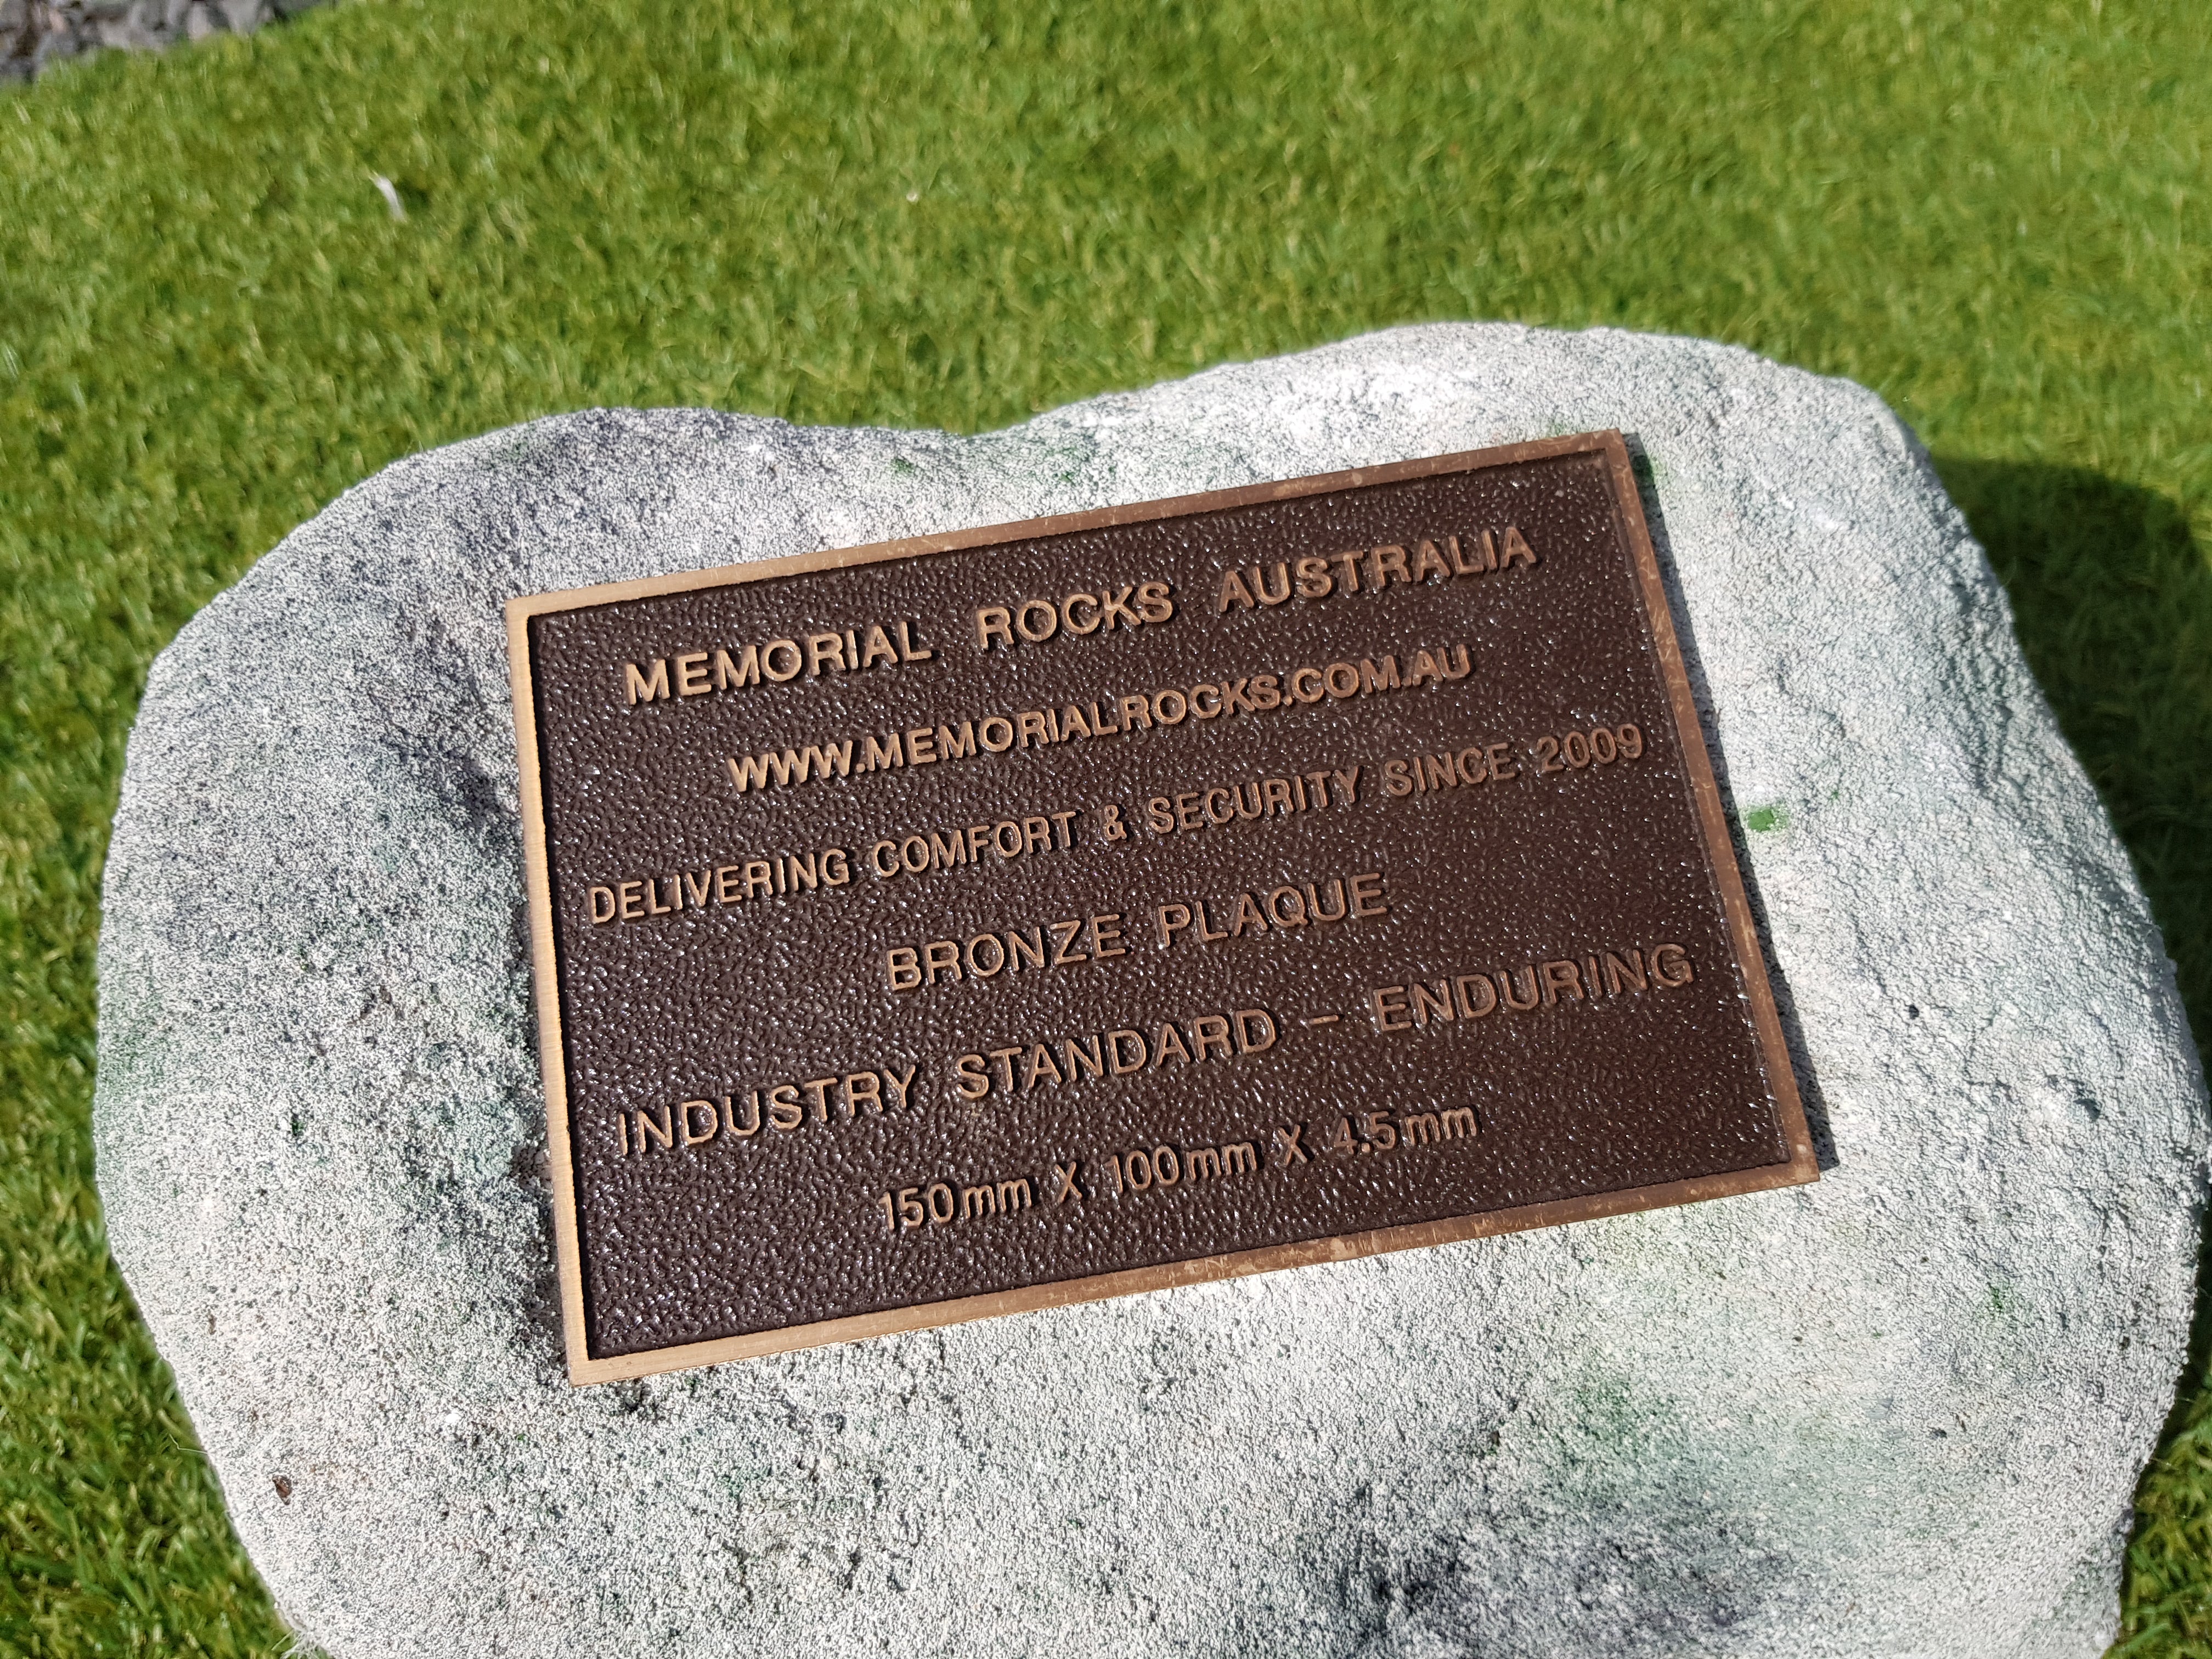 MEMORIAL ROCKS AUSTRALIA
WWW.MEMORIALROCKS.COM.AU
DELIVERING COMFORT & SECURITY SINCE 2009
BRONZE PLAQUE
INDUSTRY STANDARD - ENDURING
150mm X 100mm X 4.5mm